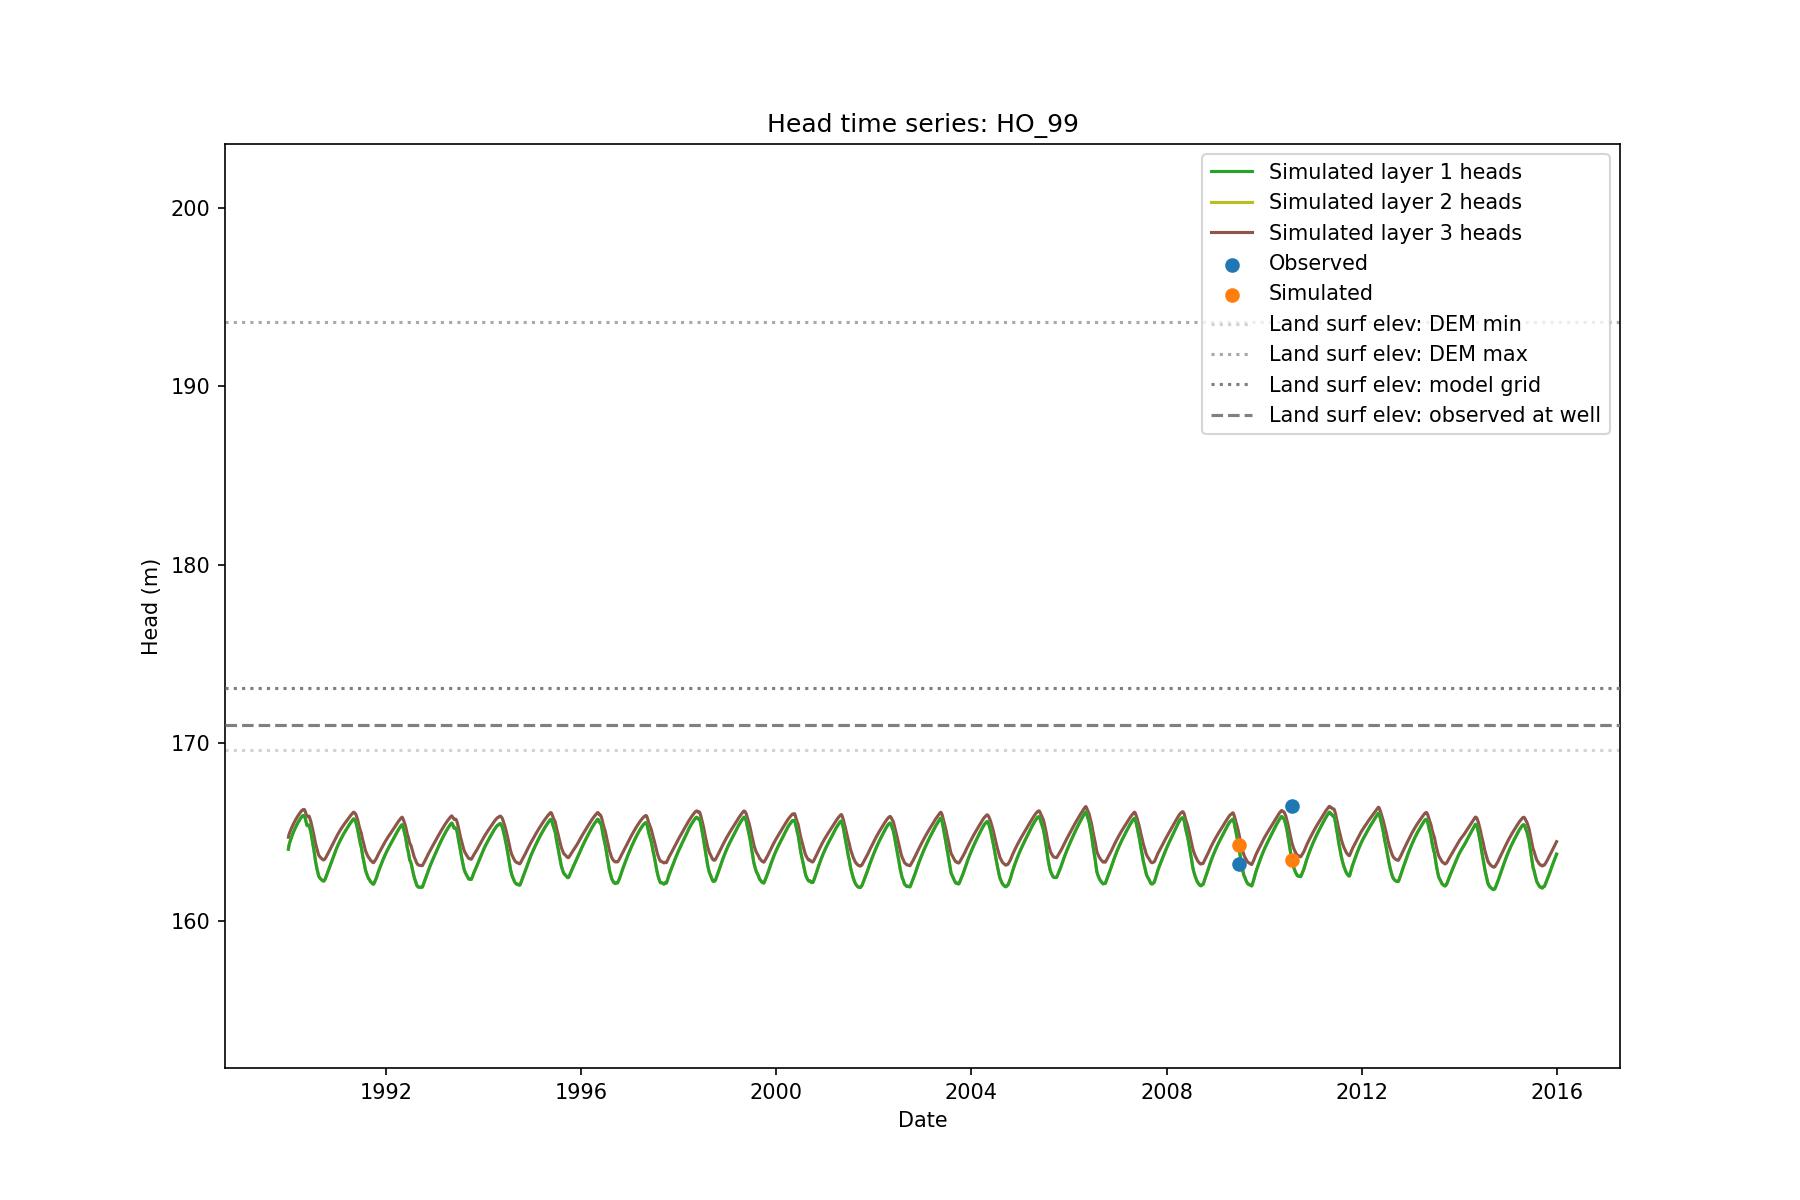 Head time series: HO_99
Simulated layer 1 heads
Simulated layer 2 heads
Simulated layer 3 heads
Observed
Simulated
Land surf elev: DEM min
Land surf elev: DEM max
Land surf elev: model grid
Land surf elev: observed at well
200
190
180
170
160
Head (m)
1992 1996 2000 2004 2008 2012 2016
Date